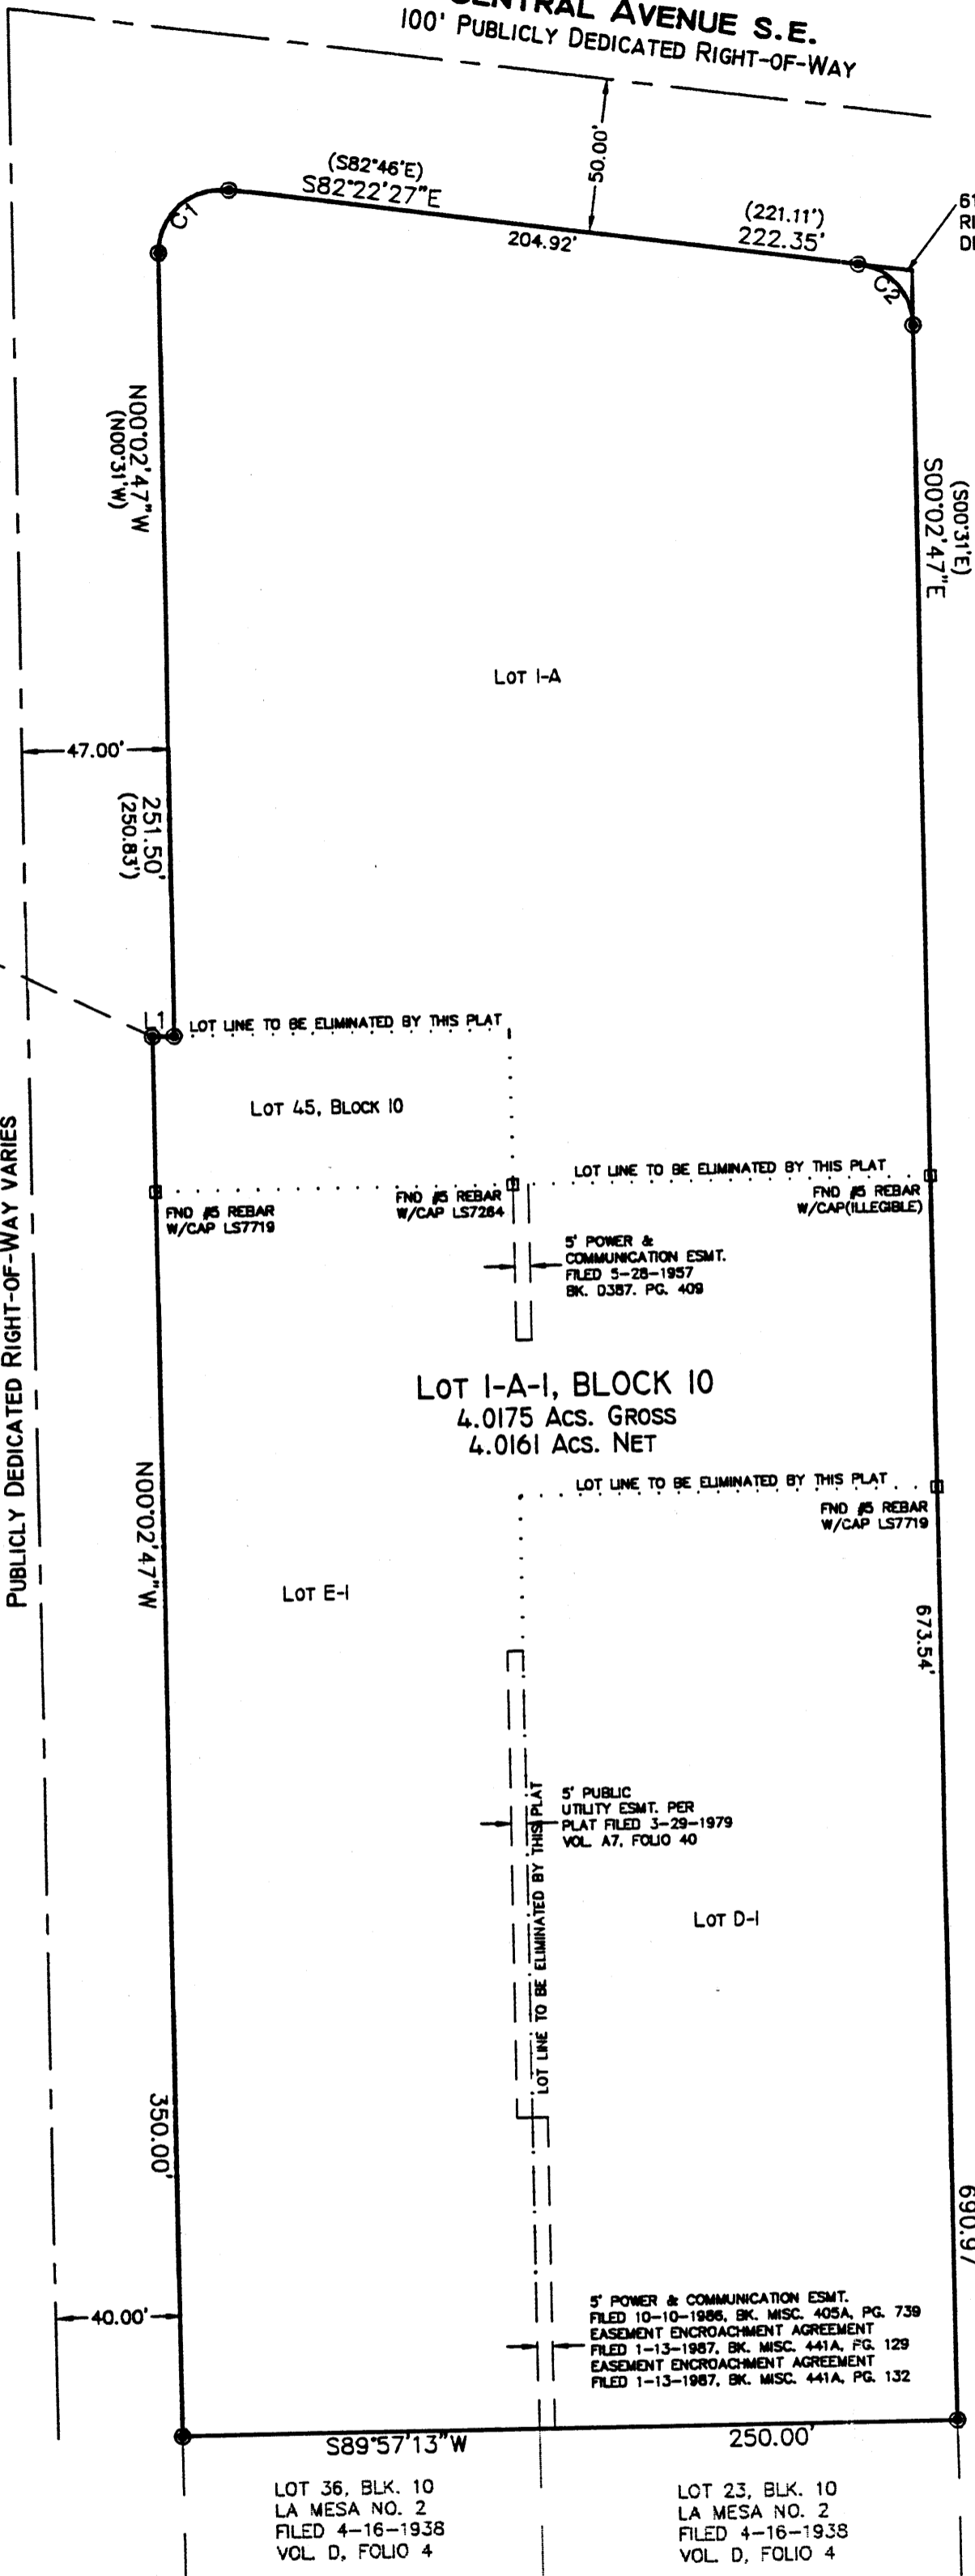 CENTRAL AVENUE S.E.
100' PUBLICLY DEDICATED RIGHT-OF-WAY
50.00'
(S82°46'E)
S82°22'27"E
204.92'
(221.11')
222.35'
C1
C2
N00°02'47"W
(N00°31'W)
(S00°31'E)
S00°02'47"E
LOT 1-A
47.00'
251.50'
(250.83')
L1
LOT LINE TO BE ELIMINATED BY THIS PLAT
LOT 45, BLOCK 10
LOT LINE TO BE ELIMINATED BY THIS PLAT
FND #5 REBAR
W/CAP LS7719
FND #5 REBAR
W/CAP LS7264
FND #5 REBAR
W/CAP(ILLEGIBLE)
5' POWER &
COMMUNICATION ESMT.
FILED 5-28-1957
BK. D387. PG. 409
PUBLICLY DEDICATED RIGHT-OF-WAY VARIES
LOT 1-A-1, BLOCK 10
4.0175 ACS. GROSS
4.0161 ACS. NET
LOT LINE TO BE ELIMINATED BY THIS PLAT
FND #5 REBAR
W/CAP LS7719
N00°02'47"W
LOT E-1
673.54'
5' PUBLIC
UTILITY ESMT. PER
PLAT FILED 3-29-1979
VOL. A7, FOLIO 40
LOT LINE TO BE ELIMINATED BY THIS PLAT
LOT D-1
350.00'
690.97
40.00'
5' POWER & COMMUNICATION ESMT.
FILED 10-10-1986, BK. MISC. 405A, PG. 739
EASEMENT ENCROACHMENT AGREEMENT
FILED 1-13-1987, BK. MISC. 441A, PG. 129
EASEMENT ENCROACHMENT AGREEMENT
FILED 1-13-1987, BK. MISC. 441A, PG. 132
S89°57'13"W
250.00'
LOT 36, BLK. 10
LA MESA NO. 2
FILED 4-16-1938
VOL. D, FOLIO 4
LOT 23, BLK. 10
LA MESA NO. 2
FILED 4-16-1938
VOL. D, FOLIO 4